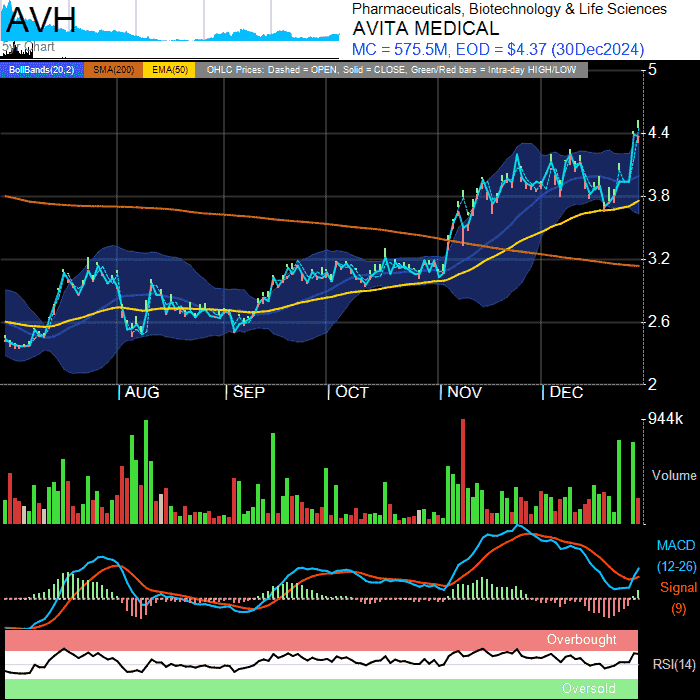 AVH
5yr Chart
Pharmaceuticals, Biotechnology & Life Sciences
AVITA MEDICAL
MC = 575.5M, EOD = $4.37 (30Dec2024)
BollBands(20,2) SMA(200) EMA(50) OHLC Prices: Dashed = OPEN, Solid = CLOSE, Green/Red bars = Intra-day HIGH/LOW
5
4.4
3.8
3.2
2.6
2
AUG SEP OCT NOV DEC
944k
Volume
MACD
(12-26)
Signal
(9)
Overbought
RSI(14)
Oversold